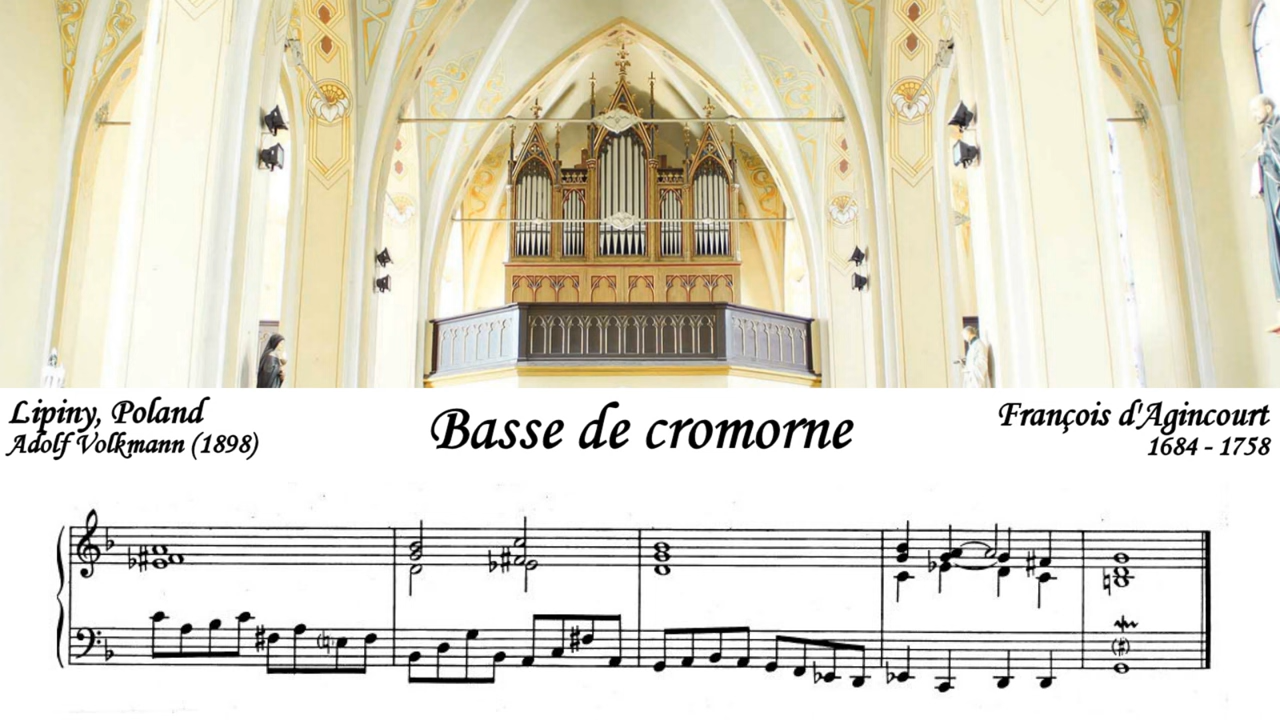 Lipiny, Poland
Adolf Volkmann (1898)
Basse de cromorne
François d'Agincourt
1684 - 1758